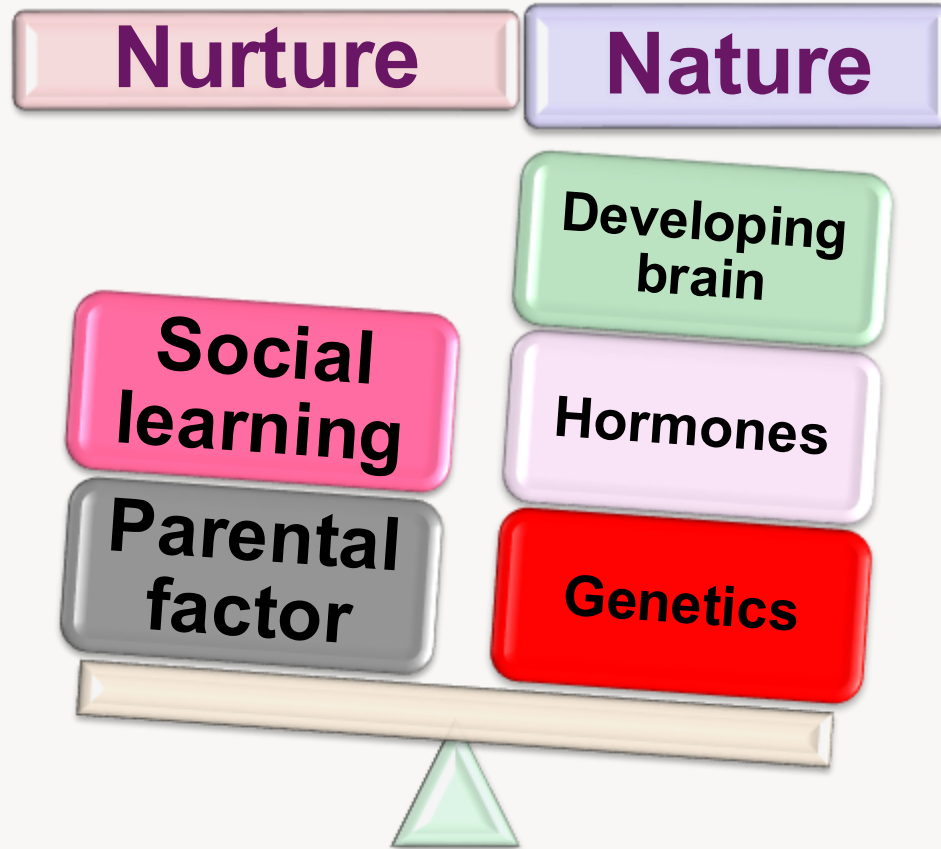 Nurture
Nature
Social
learning
Parental
factor
Developing
brain
Hormones
Genetics